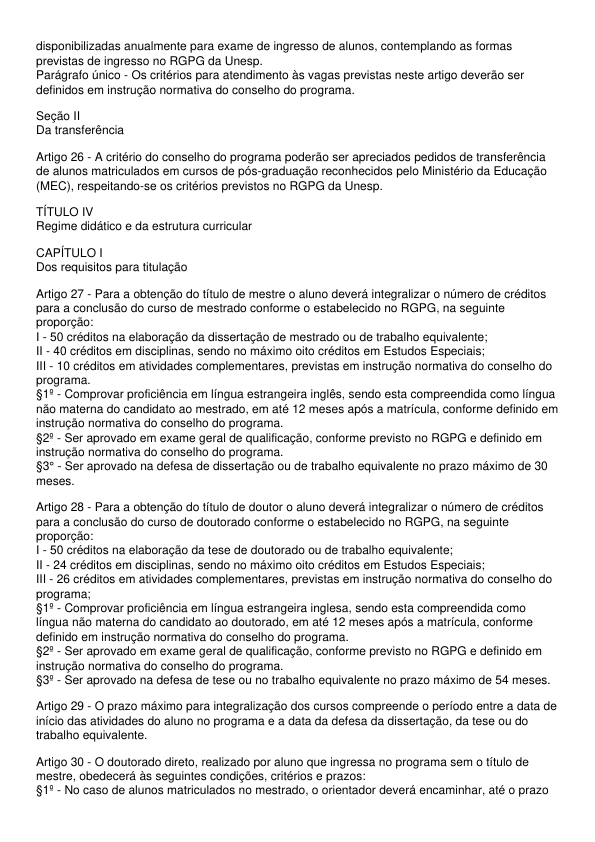 disponibilizadas anualmente para exame de ingresso de alunos, contemplando as formas
previstas de ingresso no RGPG da Unesp.
Parágrafo único - Os critérios para atendimento às vagas previstas neste artigo deverão ser
definidos em instrução normativa do conselho do programa.
Seção II
Da transferência
Artigo 26 - A critério do conselho do programa poderão ser apreciados pedidos de transferência
de alunos matriculados em cursos de pós-graduação reconhecidos pelo Ministério da Educação
(MEC), respeitando-se os critérios previstos no RGPG da Unesp.
TÍTULO IV
Regime didático e da estrutura curricular
CAPÍTULO I
Dos requisitos para titulação
Artigo 27 - Para a obtenção do título de mestre o aluno deverá integralizar o número de créditos
para a conclusão do curso de mestrado conforme o estabelecido no RGPG, na seguinte
proporção:
I - 50 créditos na elaboração da dissertação de mestrado ou de trabalho equivalente;
II - 40 créditos em disciplinas, sendo no máximo oito créditos em Estudos Especiais;
III - 10 créditos em atividades complementares, previstas em instrução normativa do conselho do
programa.
§1º - Comprovar proficiência em língua estrangeira inglês, sendo esta compreendida como língua
não materna do candidato ao mestrado, em até 12 meses após a matrícula, conforme definido em
instrução normativa do conselho do programa.
§2º - Ser aprovado em exame geral de qualificação, conforme previsto no RGPG e definido em
instrução normativa do conselho do programa.
§3° - Ser aprovado na defesa de dissertação ou de trabalho equivalente no prazo máximo de 30
meses.
Artigo 28 - Para a obtenção do título de doutor o aluno deverá integralizar o número de créditos
para a conclusão do curso de doutorado conforme o estabelecido no RGPG, na seguinte
proporção:
I - 50 créditos na elaboração da tese de doutorado ou de trabalho equivalente;
II - 24 créditos em disciplinas, sendo no máximo oito créditos em Estudos Especiais;
III - 26 créditos em atividades complementares, previstas em instrução normativa do conselho do
programa;
§1º - Comprovar proficiência em língua estrangeira inglesa, sendo esta compreendida como
língua não materna do candidato ao doutorado, em até 12 meses após a matrícula, conforme
definido em instrução normativa do conselho do programa.
§2º - Ser aprovado em exame geral de qualificação, conforme previsto no RGPG e definido em
instrução normativa do conselho do programa.
§3º - Ser aprovado na defesa de tese ou no trabalho equivalente no prazo máximo de 54 meses.
Artigo 29 - O prazo máximo para integralização dos cursos compreende o período entre a data de
início das atividades do aluno no programa e a data da defesa da dissertação, da tese ou do
trabalho equivalente.
Artigo 30 - O doutorado direto, realizado por aluno que ingressa no programa sem o título de
mestre, obedecerá às seguintes condições, critérios e prazos:
§1º - No caso de alunos matriculados no mestrado, o orientador deverá encaminhar, até o prazo